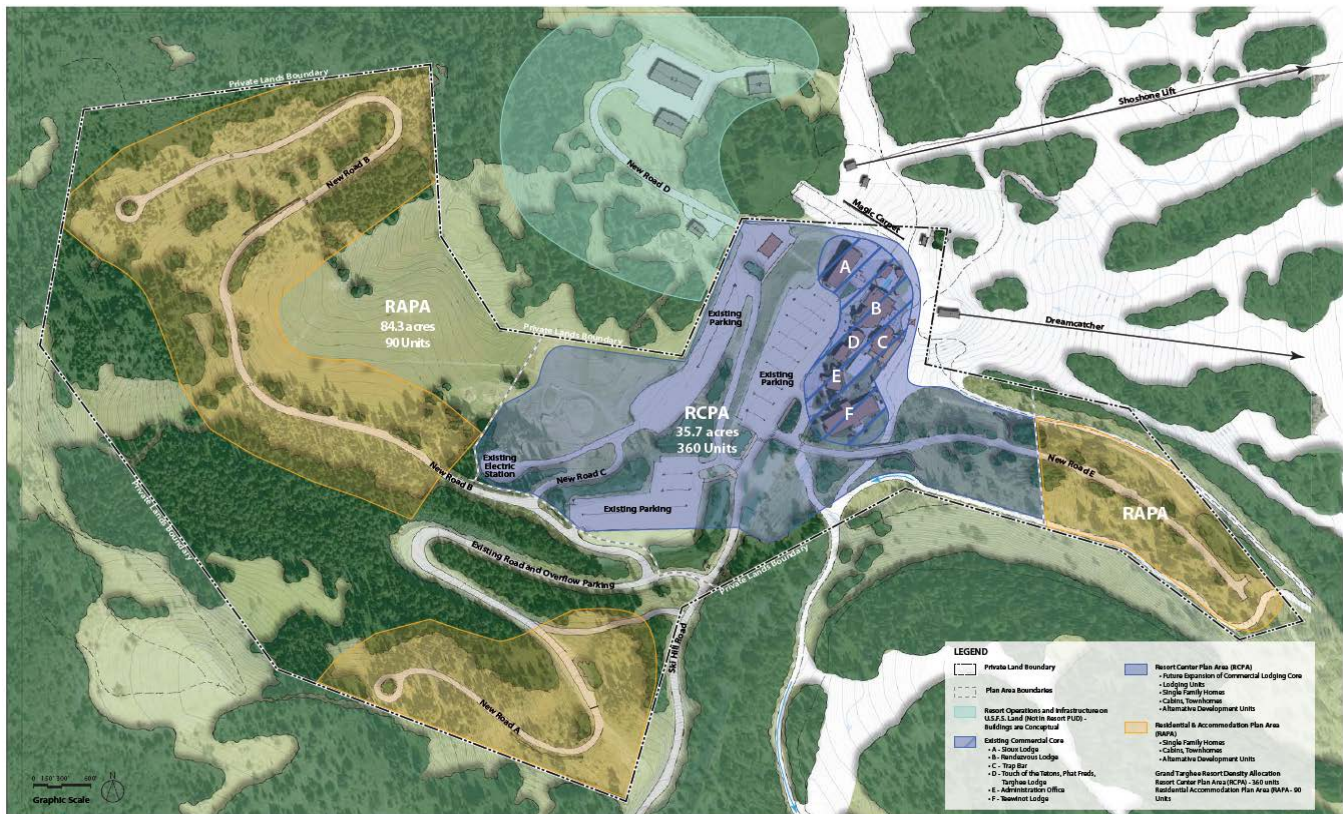 Private Lands Boundary
Shoshone Lift
New Road B
New Road D
Magic Carpet
A
RAPA
84.3 acres
90 Units
Existing
Parking
B
Dreamcatcher
Private Lands Boundary
D
C
Existing
Parking
E
RCPA
35.7 acres
360 Units
F
Existing
Electric
Station
New Road C
New Road E
New Road B
Existing Parking
RAPA
Private Lands Boundary
Existing Road and Overflow Parking
Private Lands Boundary
Ski Hill Road
New Road A
0 150' 300' 600'
N
Graphic Scale
LEGEND
Private Land Boundary
Plan Area Boundaries
Resort Operations and Infrastructure on
U.S.F.S. Land (Not In Resort PUD) -
Buildings are Conceptual
Existing Commercial Core
• A - Sioux Lodge
• B - Rendezvous Lodge
• C - Trap Bar
• D - Touch of the Tetons, Phat Freds,
Targhee Lodge
• E - Administration Office
• F - Teewinot Lodge
Resort Center Plan Area (RCPA)
• Future Expansion of Commercial Lodging Core
• Lodging Units
• Single Family Homes
• Cabins, Townhomes
• Alternative Development Units
Residential & Accommodation Plan Area
(RAPA)
• Single Family Homes
• Cabins, Townhomes
• Alternative Development Units
Grand Targhee Resort Density Allocation
Resort Center Plan Area (RCPA) - 360 units
Residential Accommodation Plan Area (RAPA - 90
Units